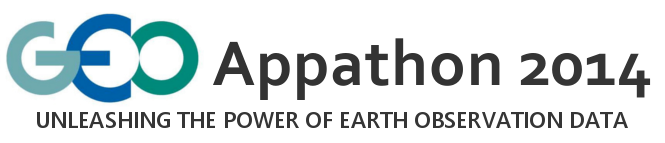 GEO Appathon 2014
UNLEASHING THE POWER OF EARTH OBSERVATION DATA